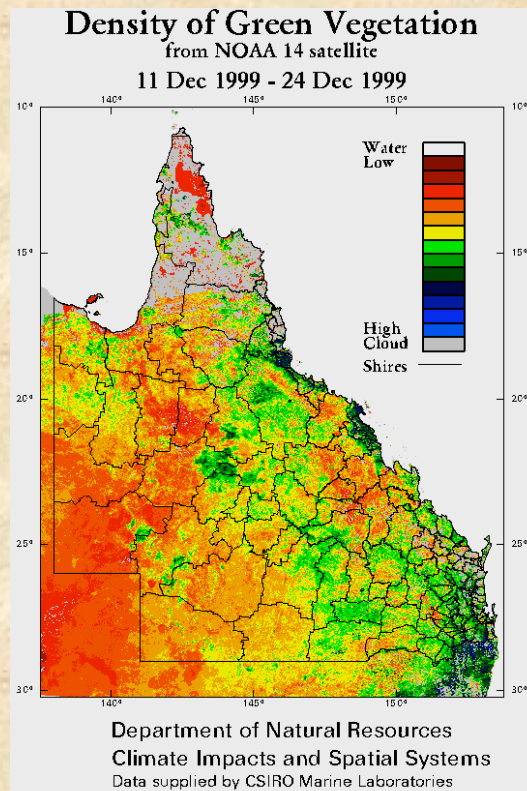 Density of Green Vegetation
from NOAA 14 satellite
11 Dec 1999 - 24 Dec 1999
10° 140° 145° 150° 10°
Water
Low
15° 15°
High
Cloud
Shires
20° 20°
25° 25°
30° 140° 145° 150° 30°
Department of Natural Resources
Climate Impacts and Spatial Systems
Data supplied by CSIRO Marine Laboratories